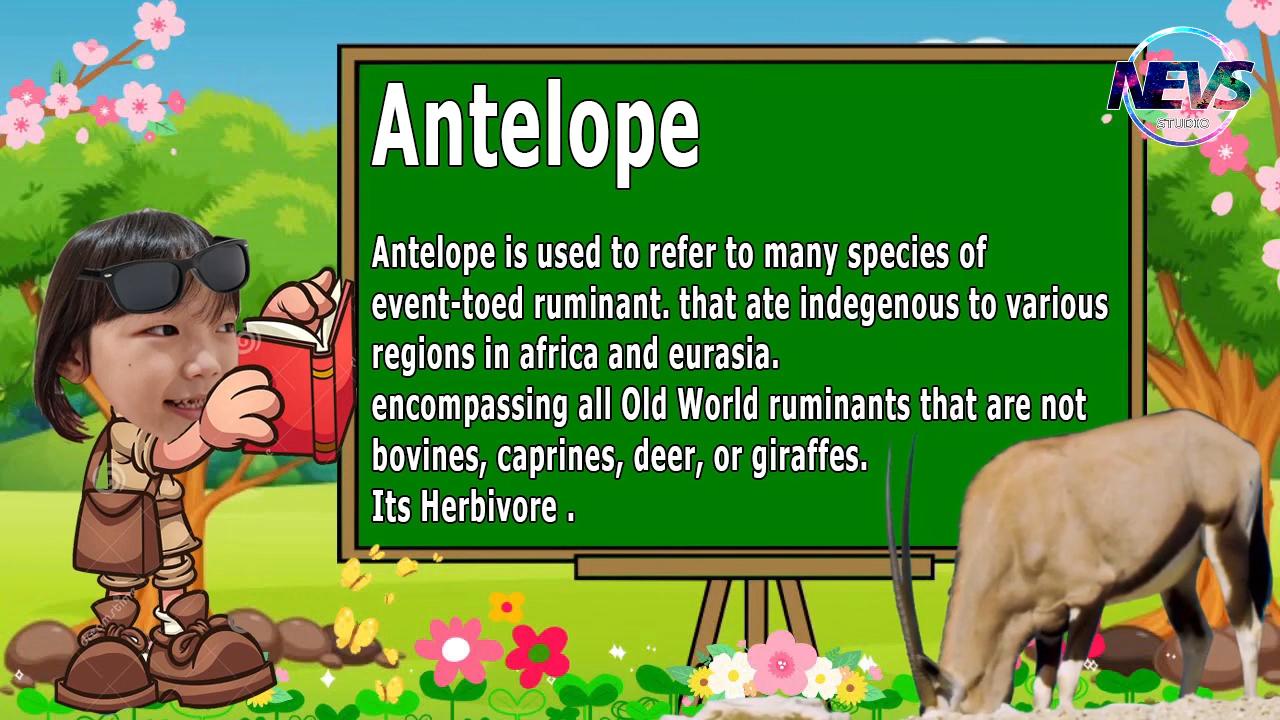 NEVS
STUDIO
Antelope
Antelope is used to refer to many species of
event-toed ruminant. that ate indegenous to various
regions in africa and eurasia.
encompassing all Old World ruminants that are not
bovines, caprines, deer, or giraffes.
Its Herbivore .